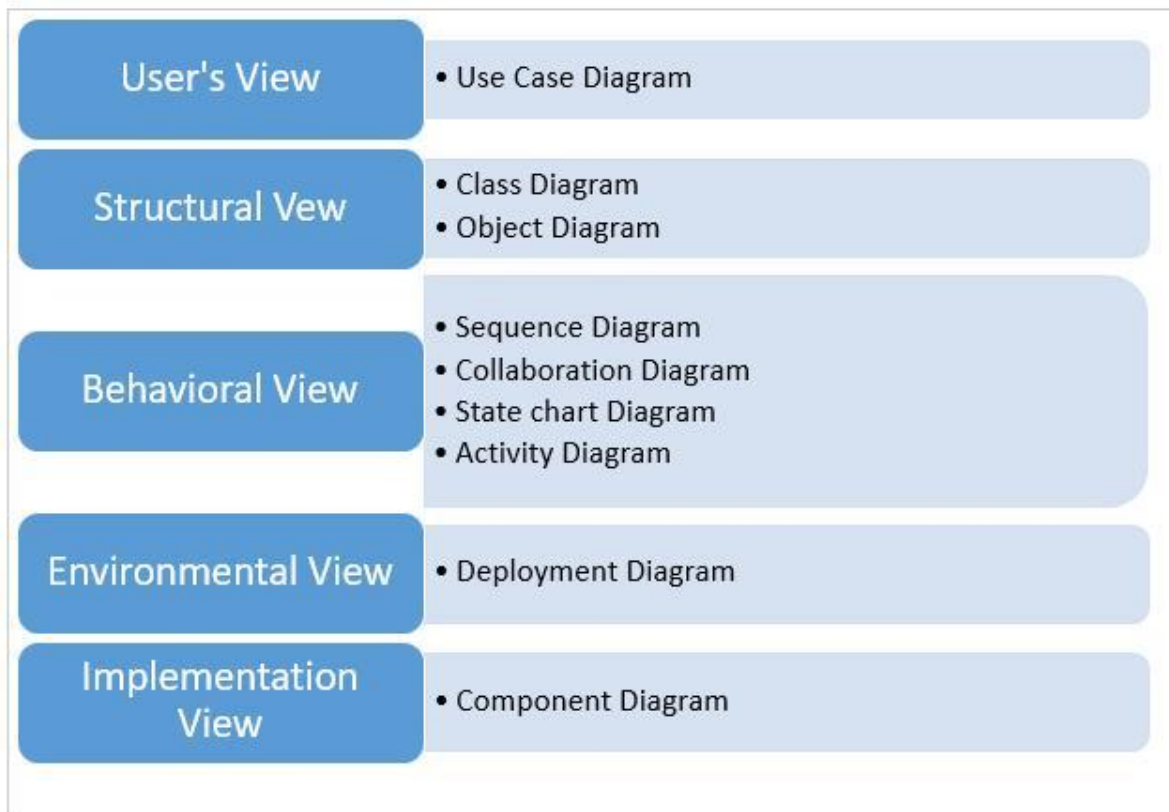 User's View
• Use Case Diagram
Structural Vew
• Class Diagram
• Object Diagram
Behavioral View
• Sequence Diagram
• Collaboration Diagram
• State chart Diagram
• Activity Diagram
Environmental View
• Deployment Diagram
Implementation
View
• Component Diagram